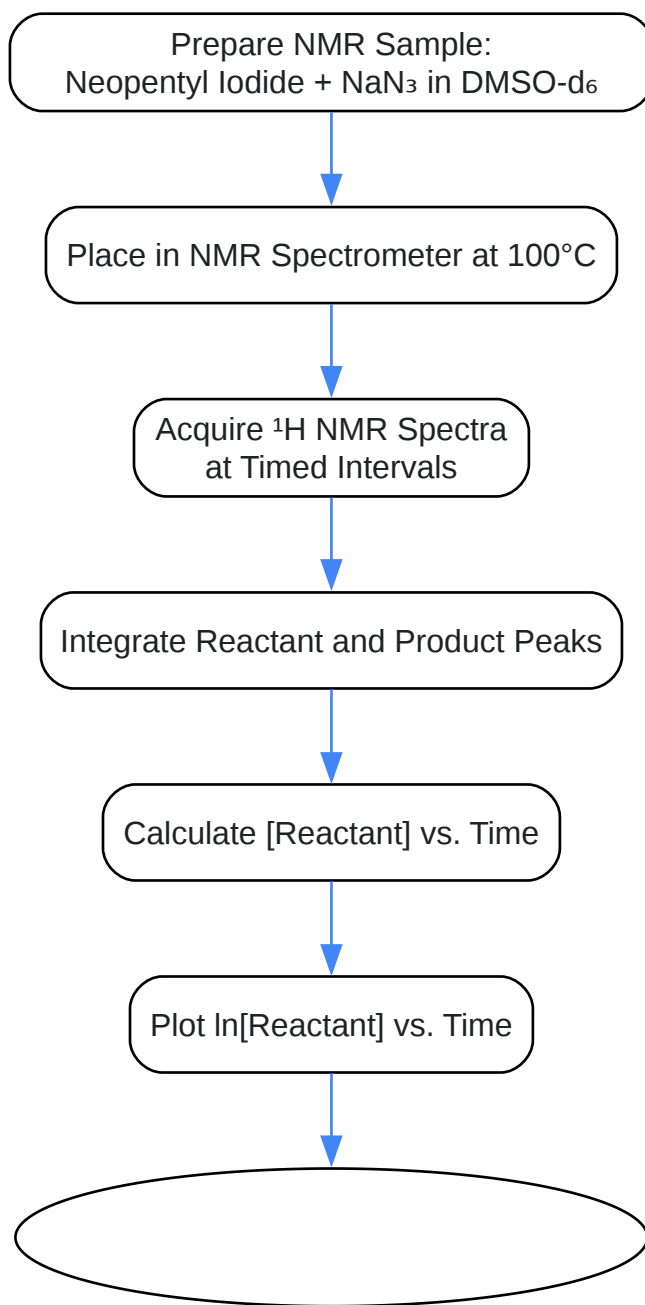 Prepare NMR Sample:
Neopentyl Iodide + NaN₃ in DMSO-d₆
Place in NMR Spectrometer at 100°C
Acquire ¹H NMR Spectra
at Timed Intervals
Integrate Reactant and Product Peaks
Calculate [Reactant] vs. Time
Plot ln[Reactant] vs. Time